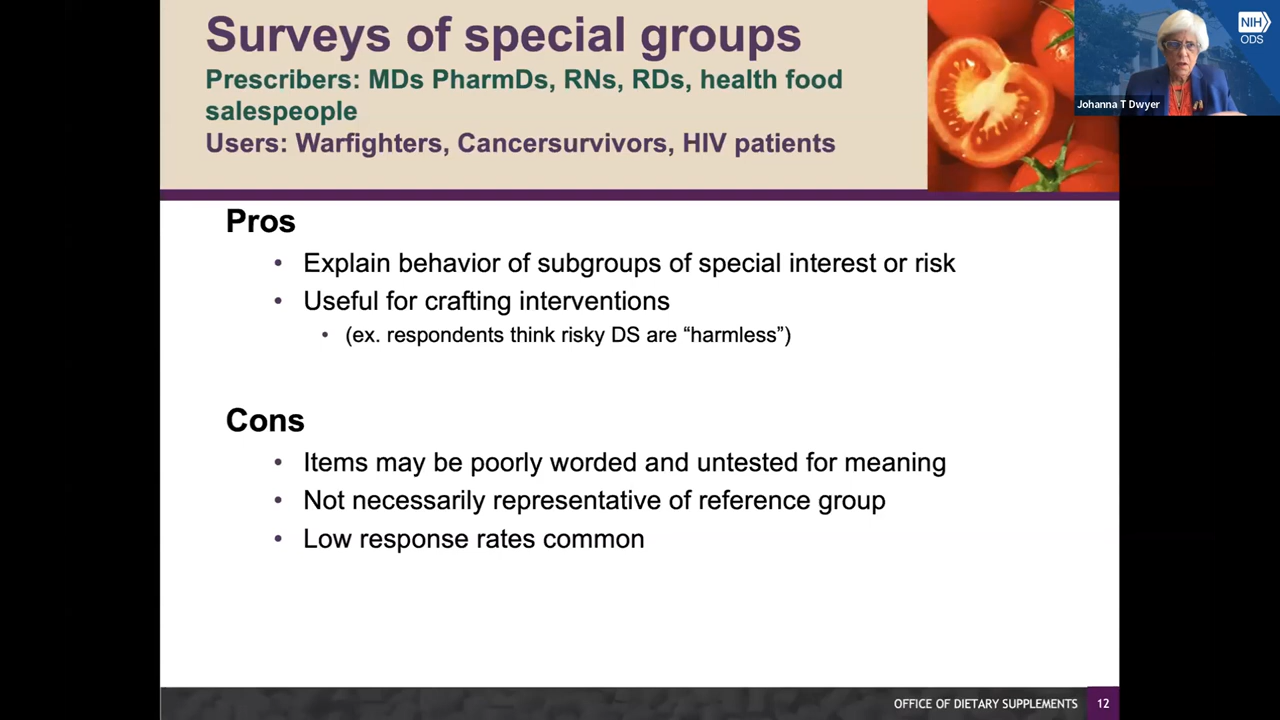 Surveys of special groups
Prescribers: MDs PharmDs, RNs, RDs, health food
salespeople
Users: Warfighters, Cancersurvivors, HIV patients
NIH
ODS
Johanna T Dwyer
Pros
• Explain behavior of subgroups of special interest or risk
• Useful for crafting interventions
• (ex. respondents think risky DS are “harmless”)
Cons
• Items may be poorly worded and untested for meaning
• Not necessarily representative of reference group
• Low response rates common
OFFICE OF DIETARY SUPPLEMENTS 12